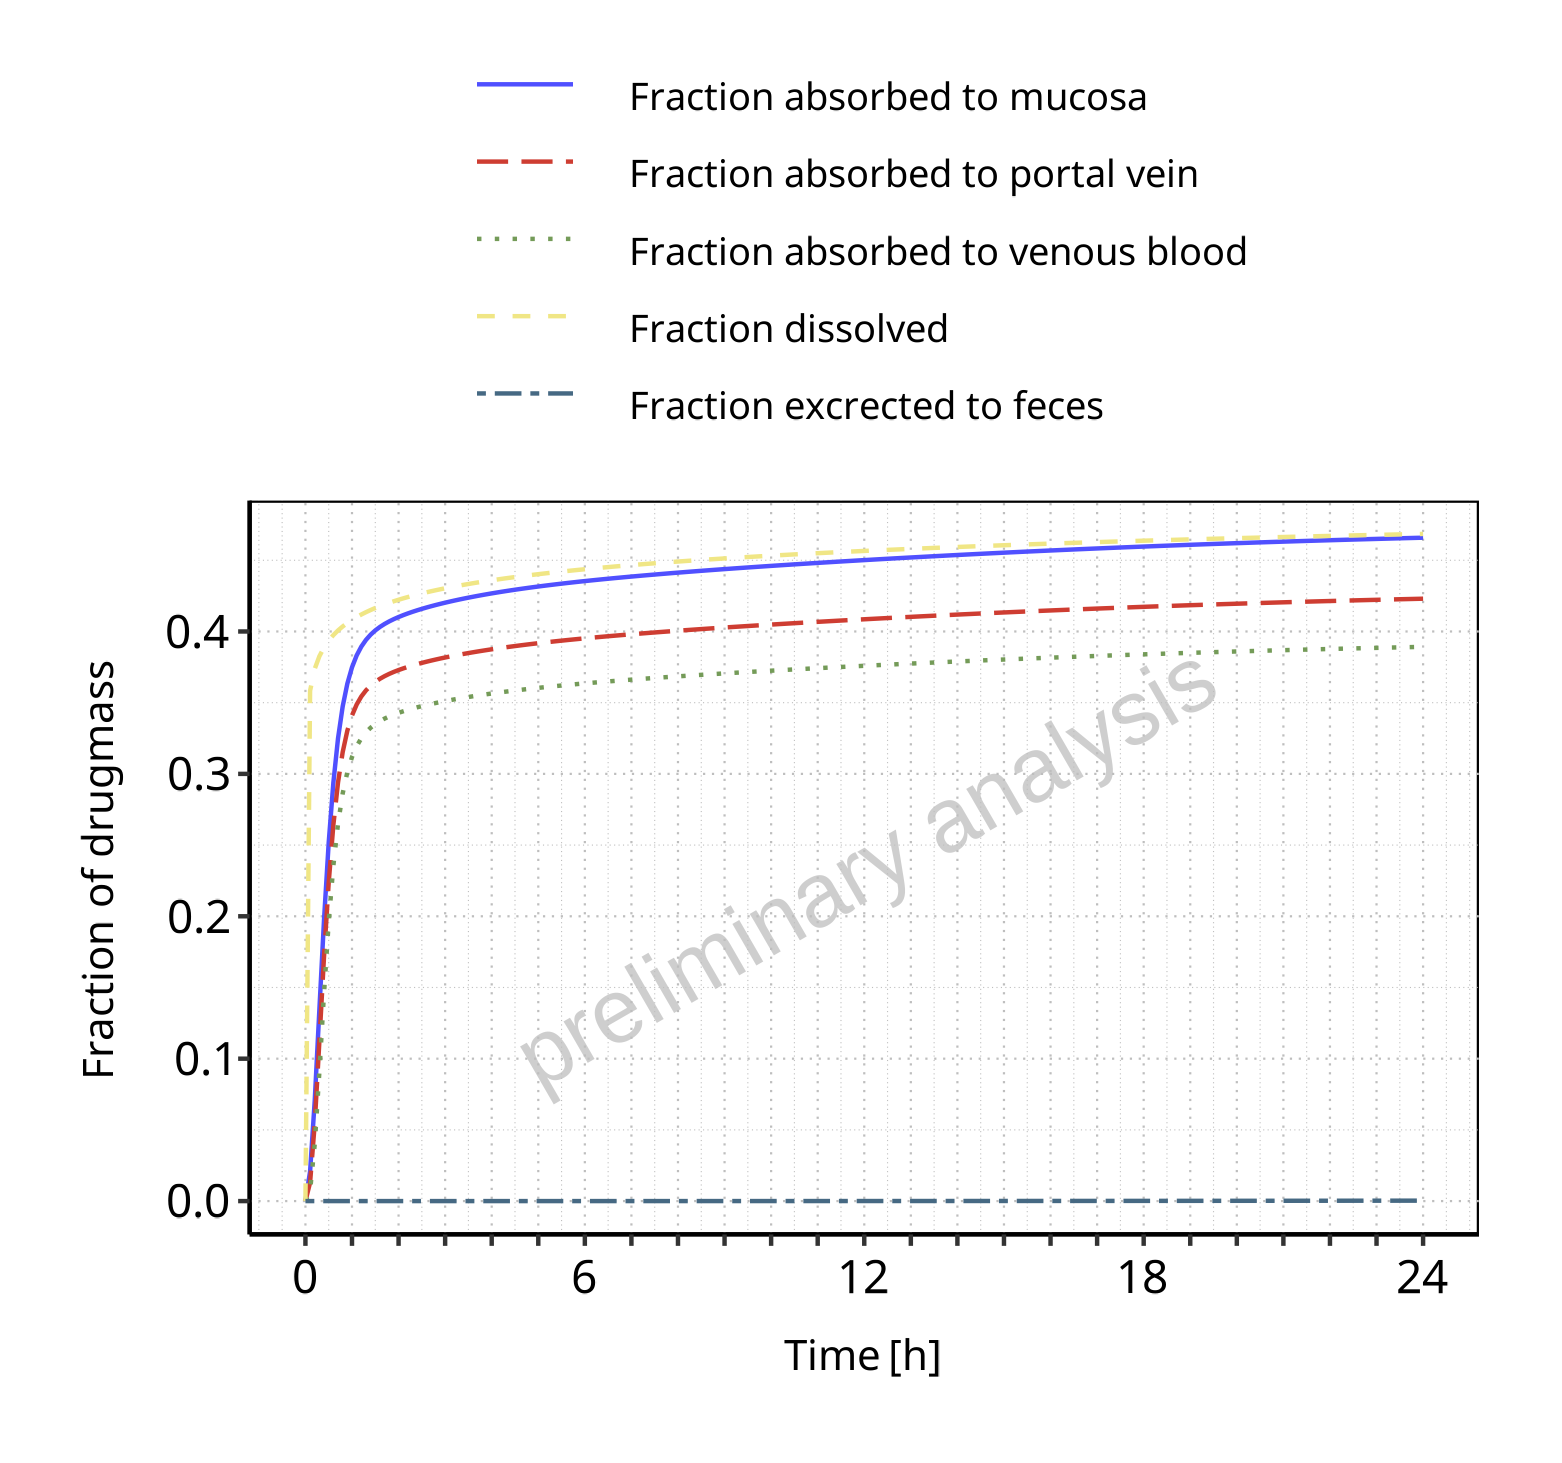 Fraction absorbed to mucosa
Fraction absorbed to portal vein
Fraction absorbed to venous blood
Fraction dissolved
Fraction excrected to feces
Fraction of drugmass
0.4
0.3
0.2
0.1
0.0
preliminary analysis
0 6 12 18 24
Time [h]